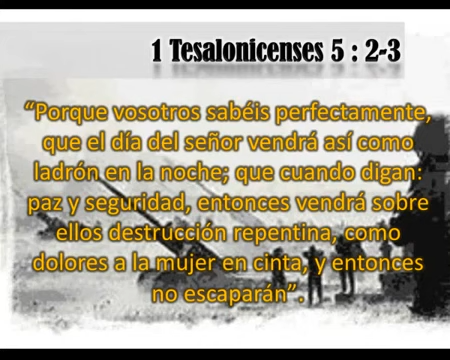 1 Tesalonicenses 5 : 2-3
“Porque vosotros sabéis perfectamente,
que el día del señor vendrá así como
ladrón en la noche; que cuando digan:
paz y seguridad, entonces vendrá sobre
ellos destrucción repentina, como
dolores a la mujer en cinta, y entonces
no escaparán”.